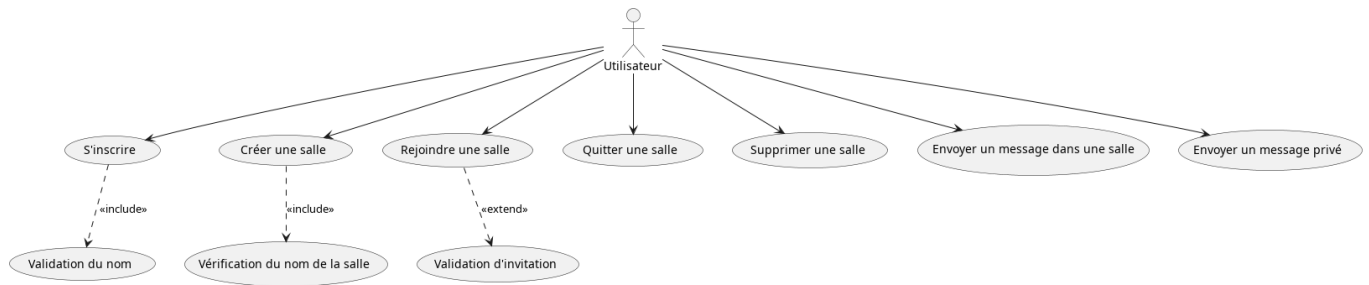 Utilisateur
S'inscrire
Créer une salle
Rejoindre une salle
Quitter une salle
Supprimer une salle
Envoyer un message dans une salle
Envoyer un message privé
«include»
«include»
«extend»
Validation du nom
Vérification du nom de la salle
Validation d'invitation